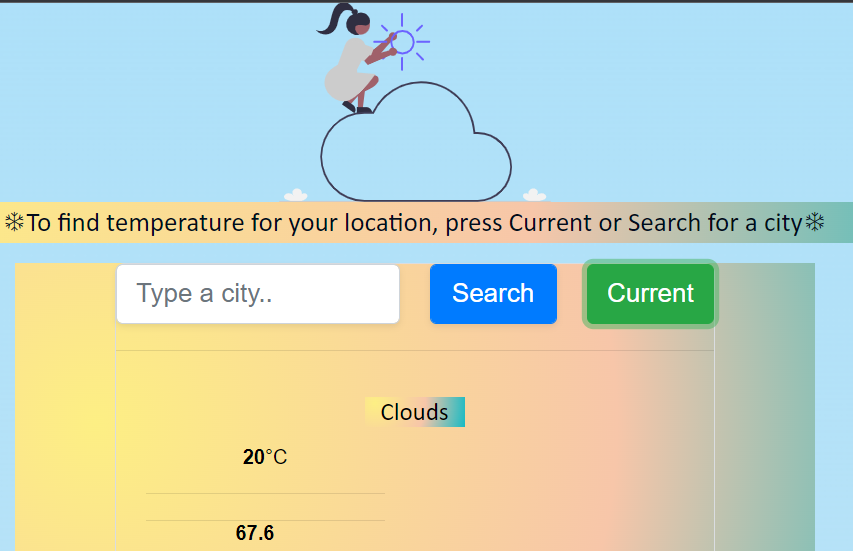 ❄To find temperature for your location, press Current or Search for a city❄
Type a city.. Search Current
Clouds
20°C
67.6